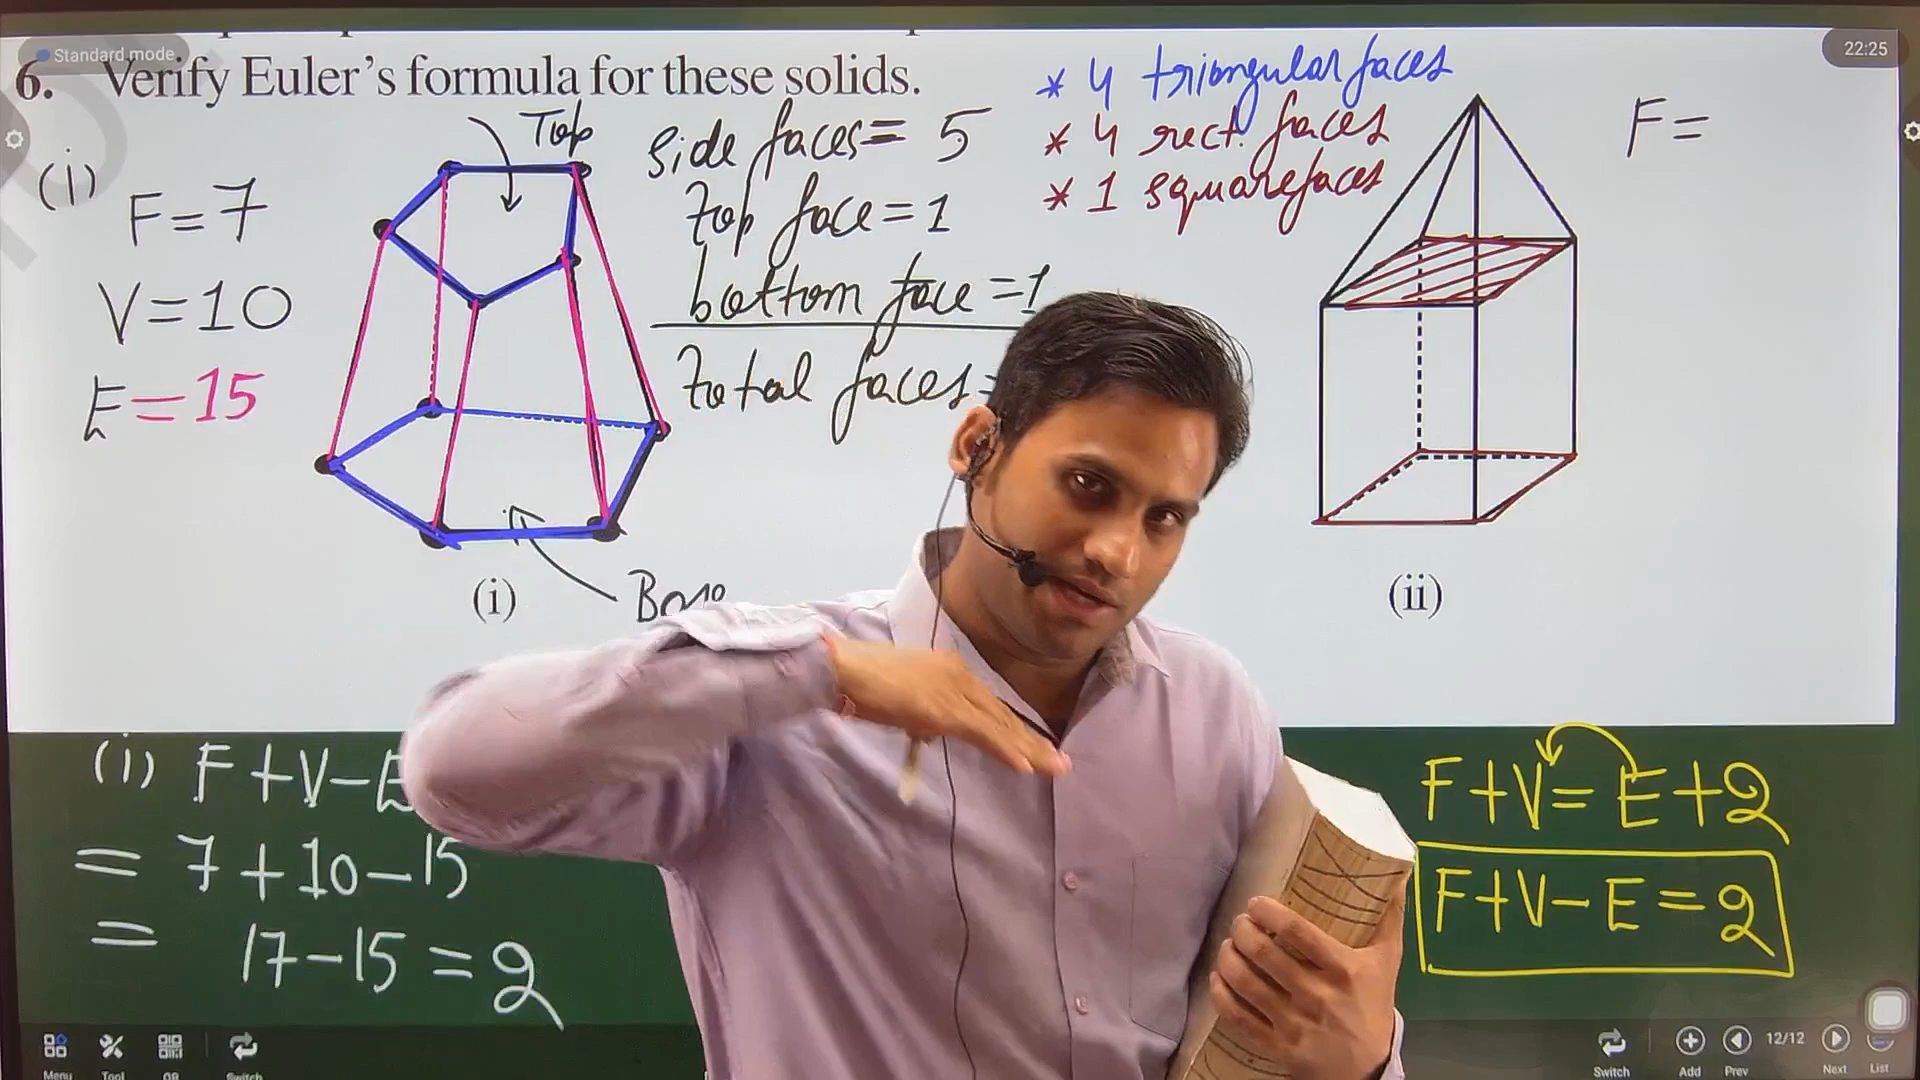 Standard mode
22:25
6. Verify Euler's formula for these solids.
* 4 triangular faces
* 4 rect. faces
* 1 square faces
F=
(i)
F=7
V=10
E=15
Top
side faces= 5
Top face=1
bottom face=1
Total faces=
Base
(i)
(ii)
(i) F+V-E
= 7+10-15
= 17-15=2
F+V=E+2
F+V-E=2
Menu
Tool
QR
Switch
Switch
Add
Prev
12/12
Next
List